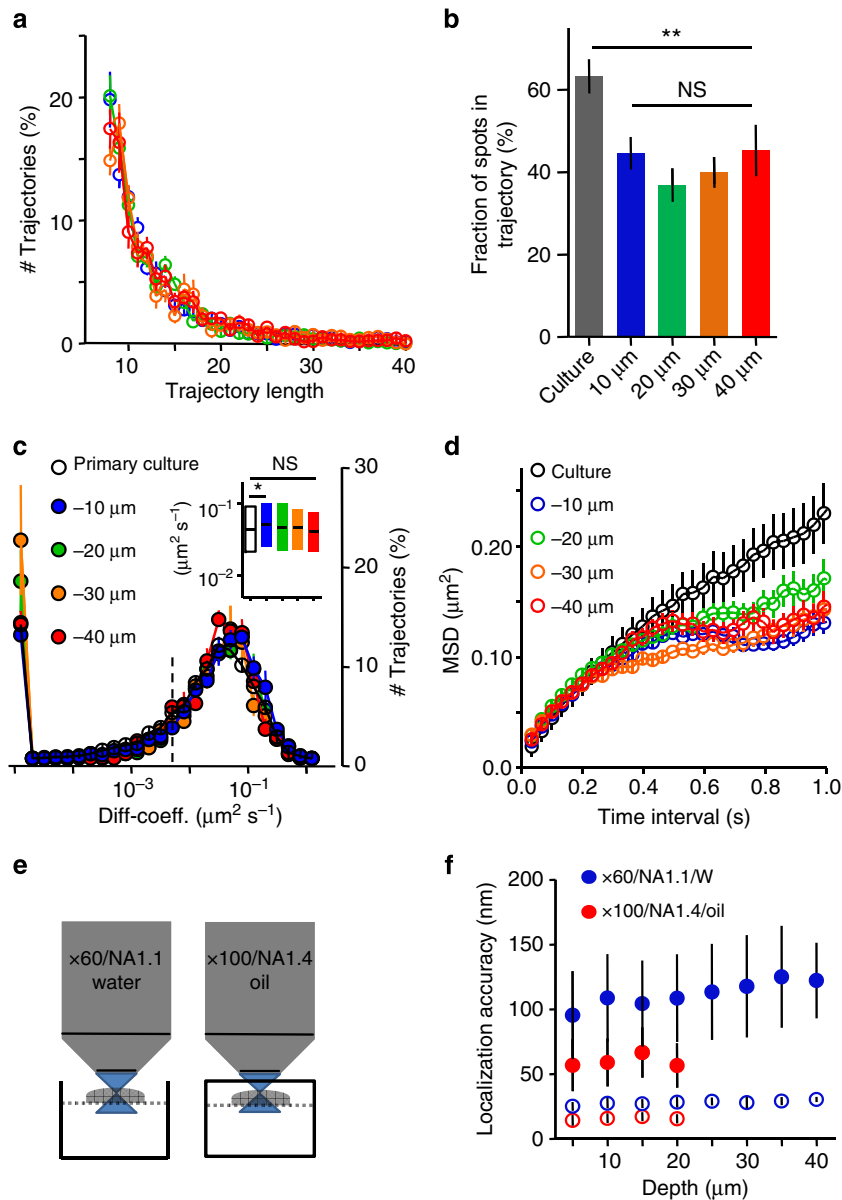 a
# Trajectories (%)
20
10
0
10
20
30
40
Trajectory length
b
Fraction of spots in
trajectory (%)
60
40
20
0
**
NS
Culture
10 μm
20 μm
30 μm
40 μm
c
Primary culture
–10 μm
–20 μm
–30 μm
–40 μm
NS
*
(μm² s⁻¹)
10⁻¹
10⁻²
30
20
10
0
# Trajectories (%)
10⁻³
10⁻¹
Diff-coeff. (μm² s⁻¹)
d
Culture
–10 μm
–20 μm
–30 μm
–40 μm
MSD (μm²)
0.20
0.10
0.0
0.0
0.2
0.4
0.6
0.8
1.0
Time interval (s)
e
×60/NA1.1
water
×100/NA1.4
oil
f
×60/NA1.1/W
×100/NA1.4/oil
Localization accuracy (nm)
200
150
100
50
0
10
20
30
40
Depth (μm)